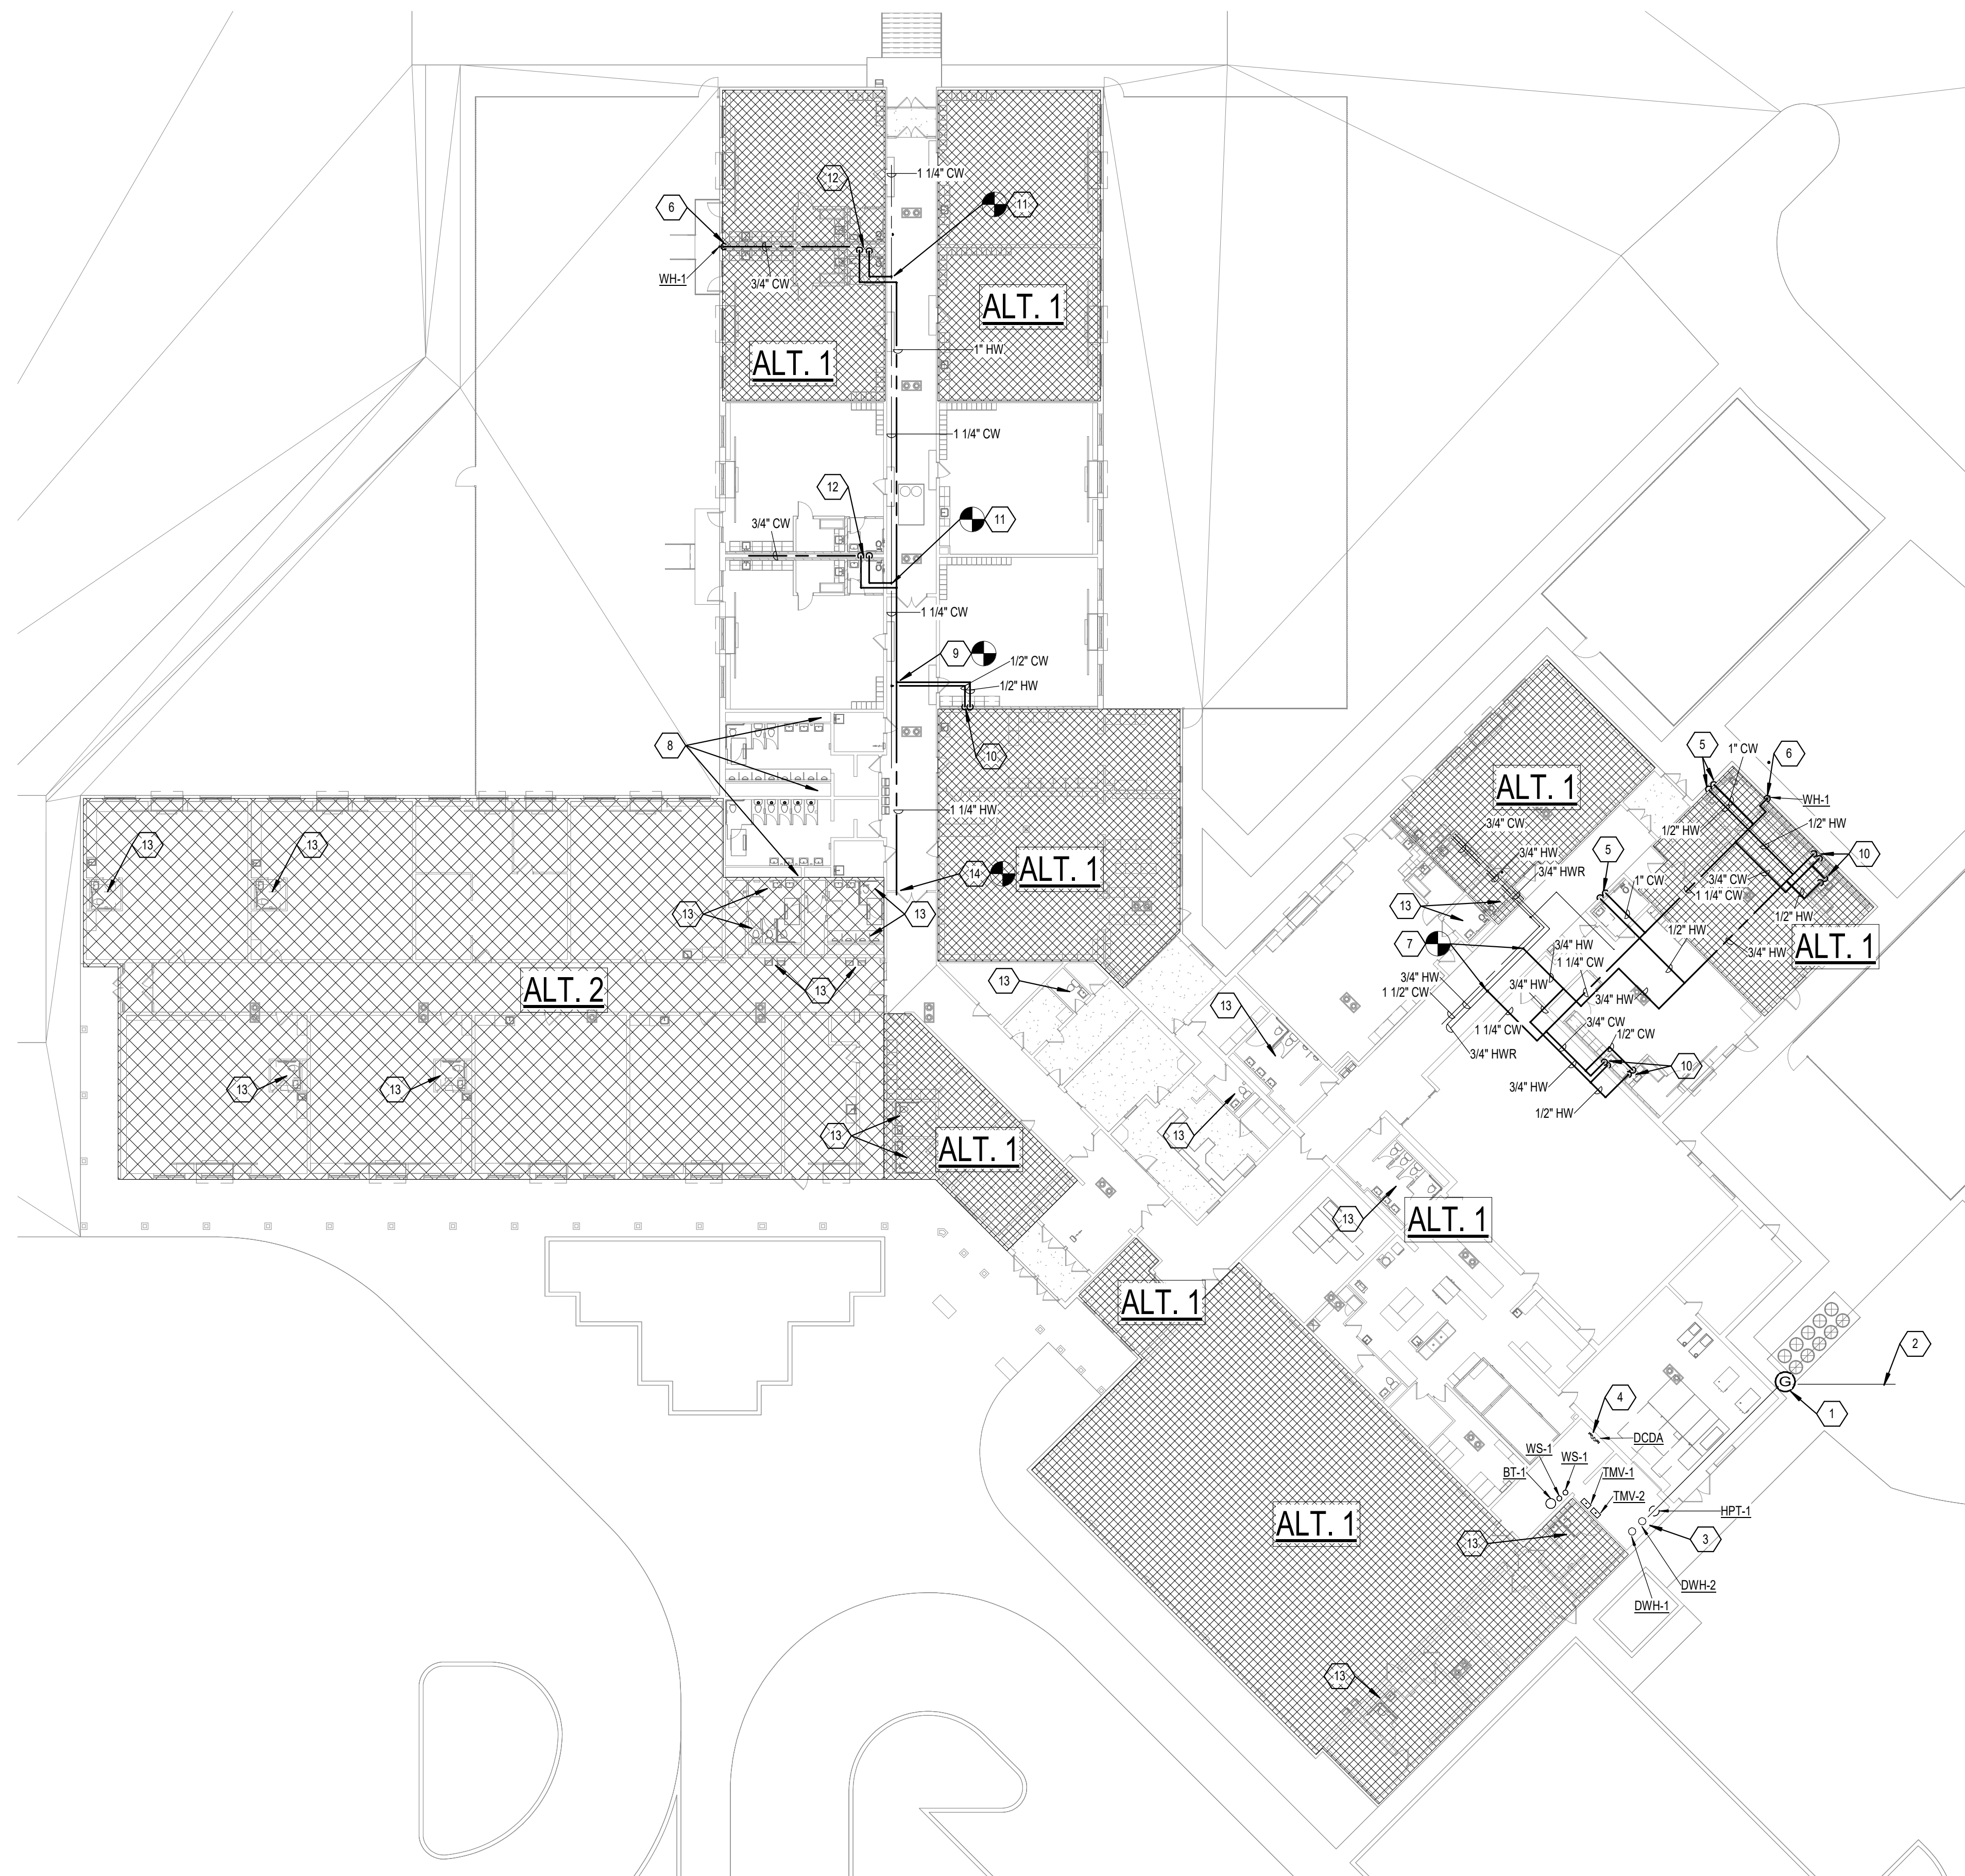 1 1/4" CW
12
11
6
WH-1
3/4" CW
ALT. 1
ALT. 1
1" HW
1 1/4" CW
12
11
3/4" CW
1 1/4" CW
9
1/2" CW
1/2" HW
8
10
1 1/4" HW
14
ALT. 1
13
13
13
13
13
ALT. 2
13
13
13
ALT. 1
13
13
13
13
ALT. 1
3/4" CW
3/4" HW
3/4" HWR
13
7
5
1" CW
6
WH-1
1/2" HW
1/2" HW
5
10
1" CW
3/4" CW
1 1/4" CW
1/2" HW
1/2" HW
3/4" HW
ALT. 1
3/4" HW
1 1/4" CW
3/4" HW
3/4" HW
3/4" HW
1 1/2" CW
1 1/4" CW
3/4" CW
1/2" CW
3/4" HWR
10
3/4" HW
1/2" HW
13
ALT. 1
ALT. 1
2
G
1
4
DCDA
WS-1
WS-1
BT-1
TMV-1
TMV-2
HPT-1
ALT. 1
13
3
DWH-2
DWH-1
13